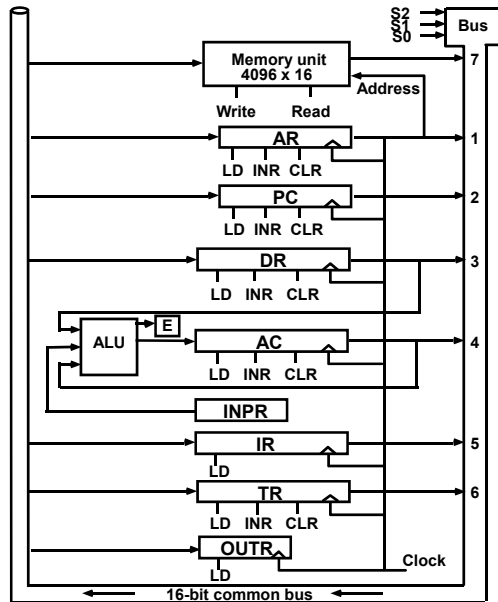 S2
S1
S0
Bus
Memory unit
4096 x 16
7
Address
Write Read
AR
1
LD INR CLR
PC
2
LD INR CLR
DR
3
LD INR CLR
E
ALU
AC
4
LD INR CLR
INPR
IR
5
LD
TR
6
LD INR CLR
OUTR
LD
Clock
16-bit common bus